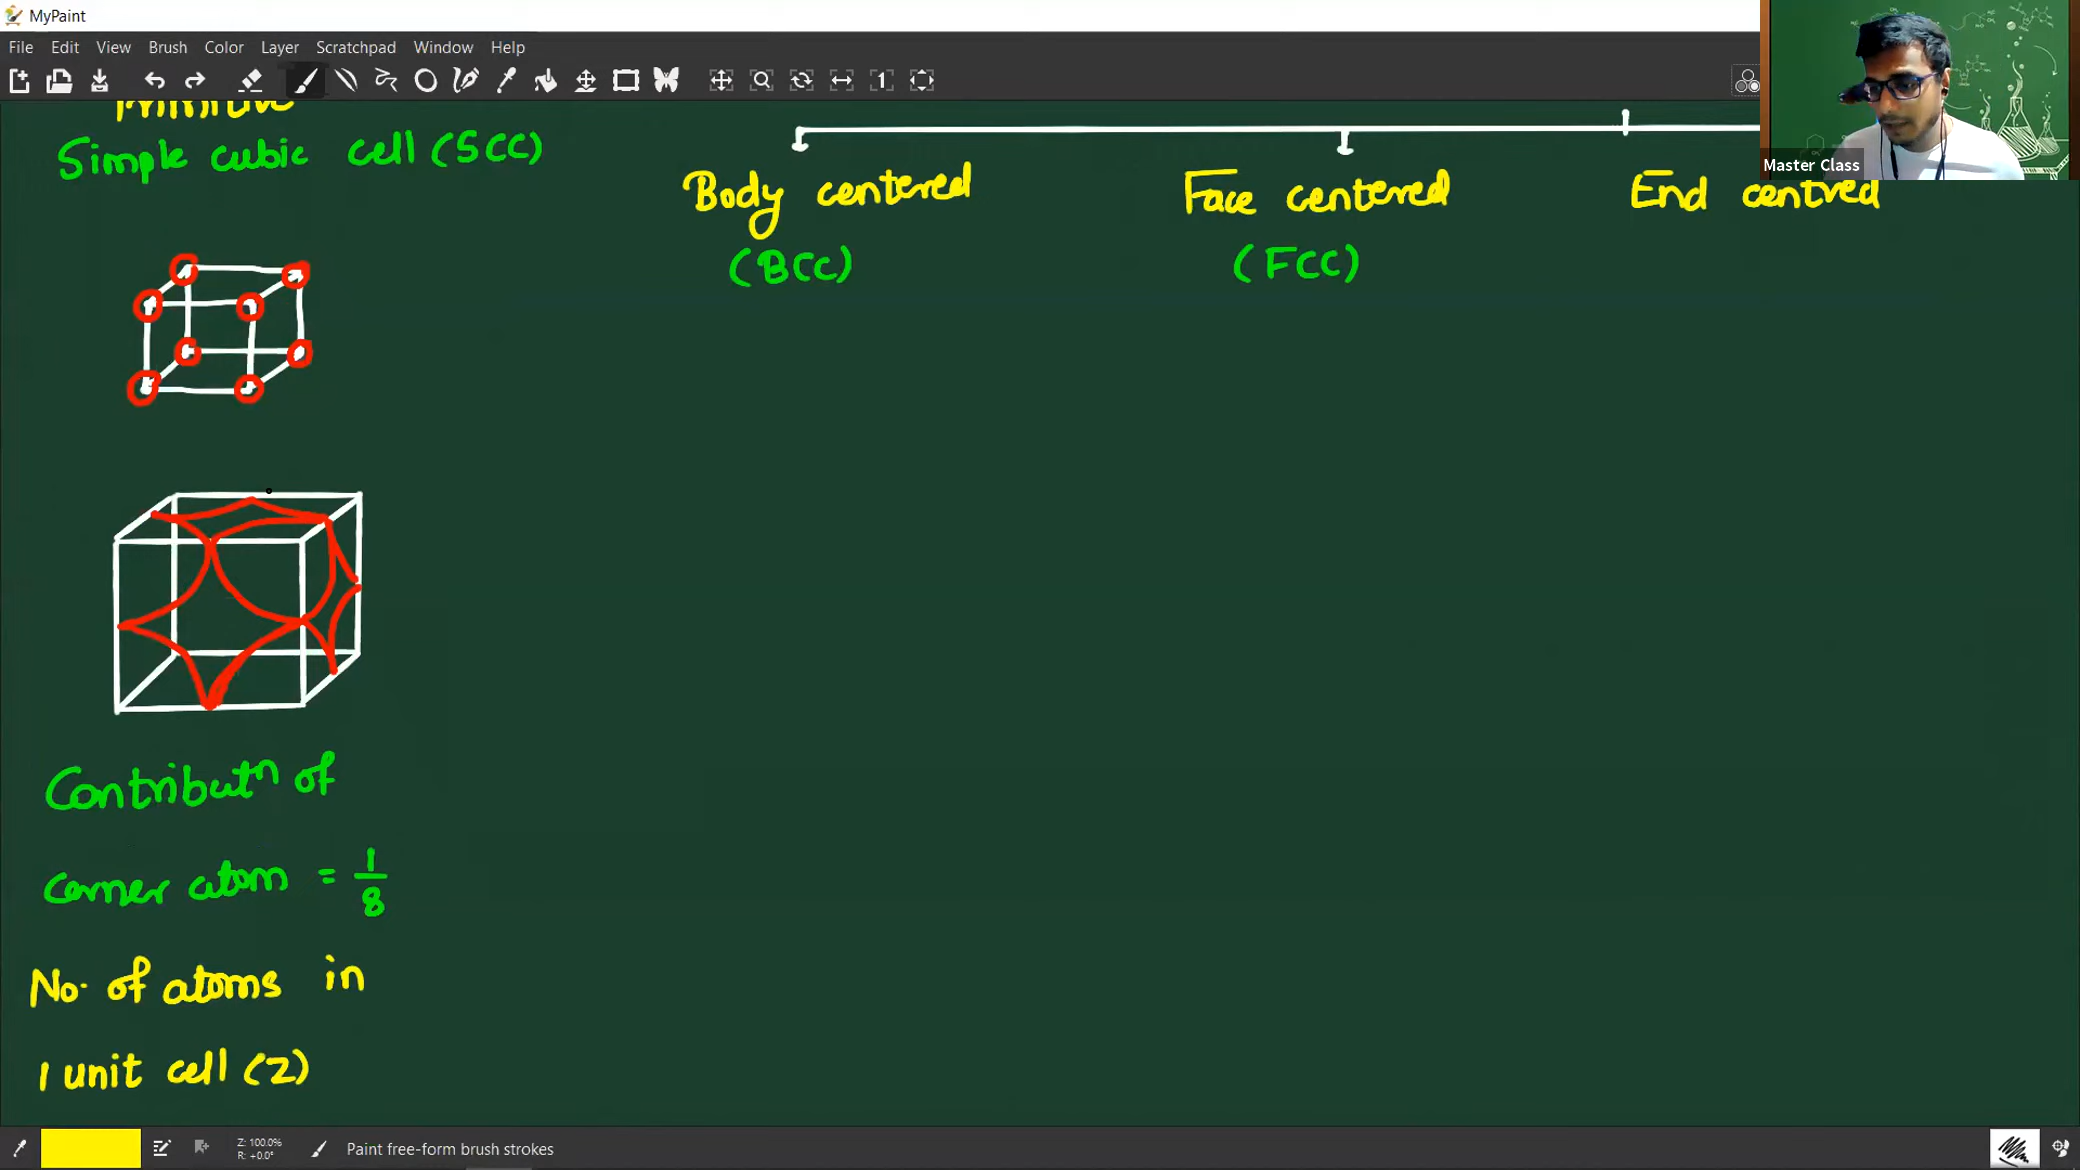 MyPaint
File Edit View Brush Color Layer Scratchpad Window Help
Primitive
Simple cubic cell (SCC)
Body centered
(BCC)
Face centered
(FCC)
End centred
Master Class
Contributn of
corner atom = 1/8
No. of atoms in
1 unit cell (Z)
Z: 100.0%
R: +0.0°
Paint free-form brush strokes